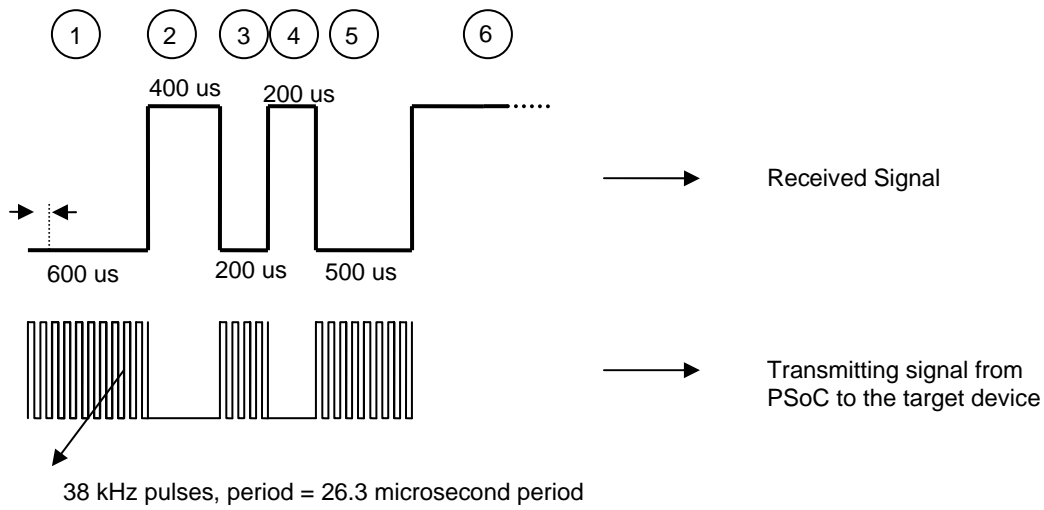 1 2 3 4 5 6
400 us 200 us
Received Signal
600 us 200 us 500 us
Transmitting signal from
PSoC to the target device
38 kHz pulses, period = 26.3 microsecond period